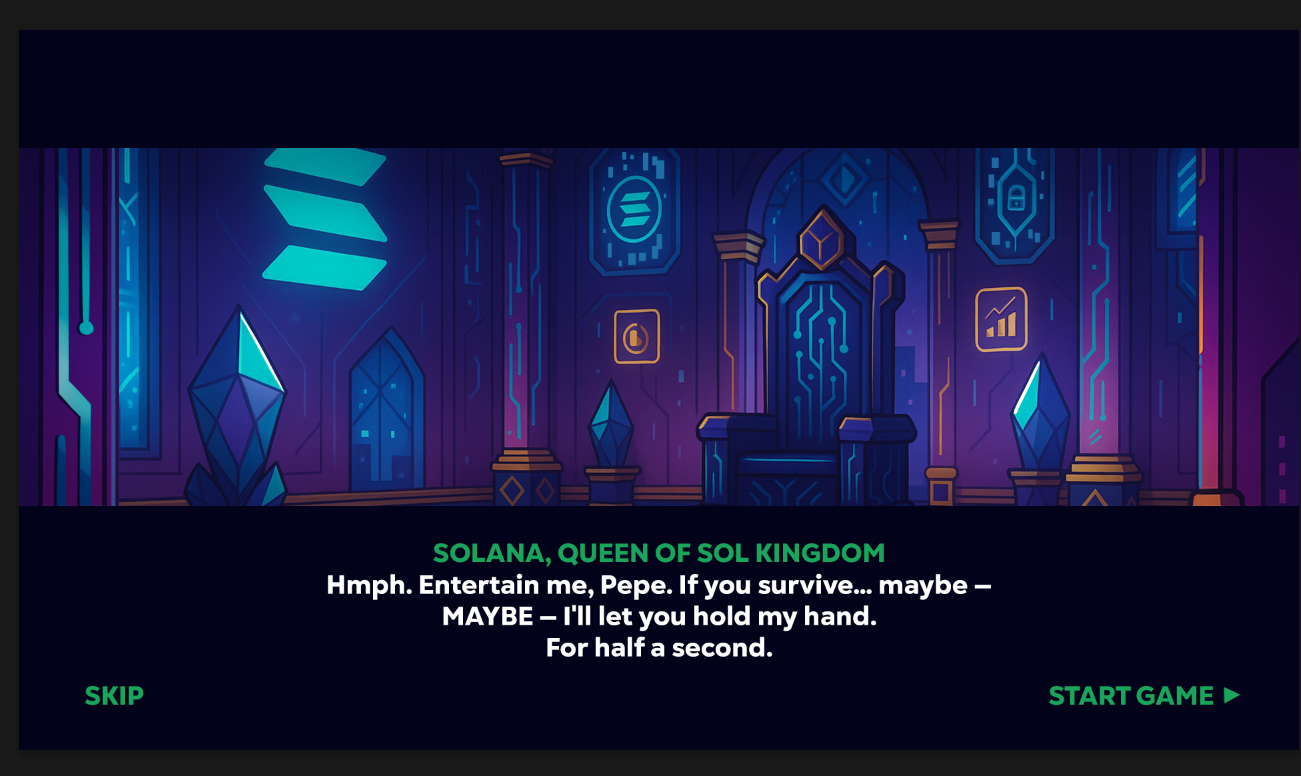 SOLANA, QUEEN OF SOL KINGDOM
Hmph. Entertain me, Pepe. If you survive... maybe –
MAYBE – I'll let you hold my hand.
For half a second.
SKIP
START GAME ►